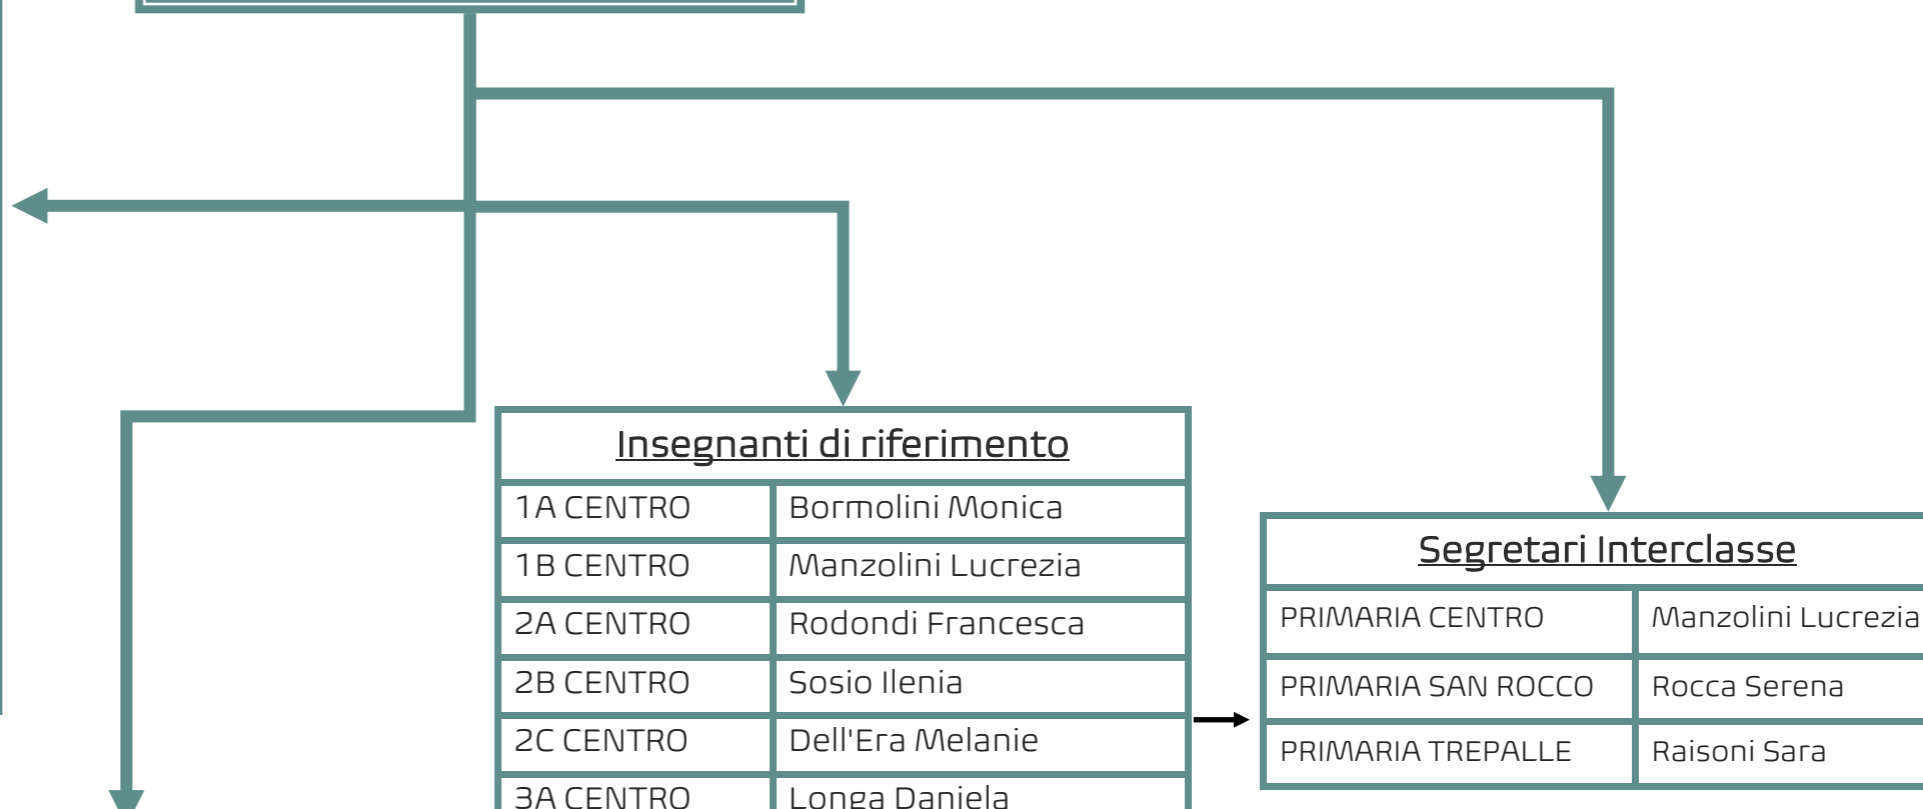 Insegnanti di riferimento
1A CENTRO Bormolini Monica
1B CENTRO Manzolini Lucrezia
2A CENTRO Rodondi Francesca
2B CENTRO Sosio Ilenia
2C CENTRO Dell'Era Melanie
3A CENTRO Longa Daniela
Segretari Interclasse
PRIMARIA CENTRO Manzolini Lucrezia
PRIMARIA SAN ROCCO Rocca Serena
PRIMARIA TREPALLE Raisoni Sara